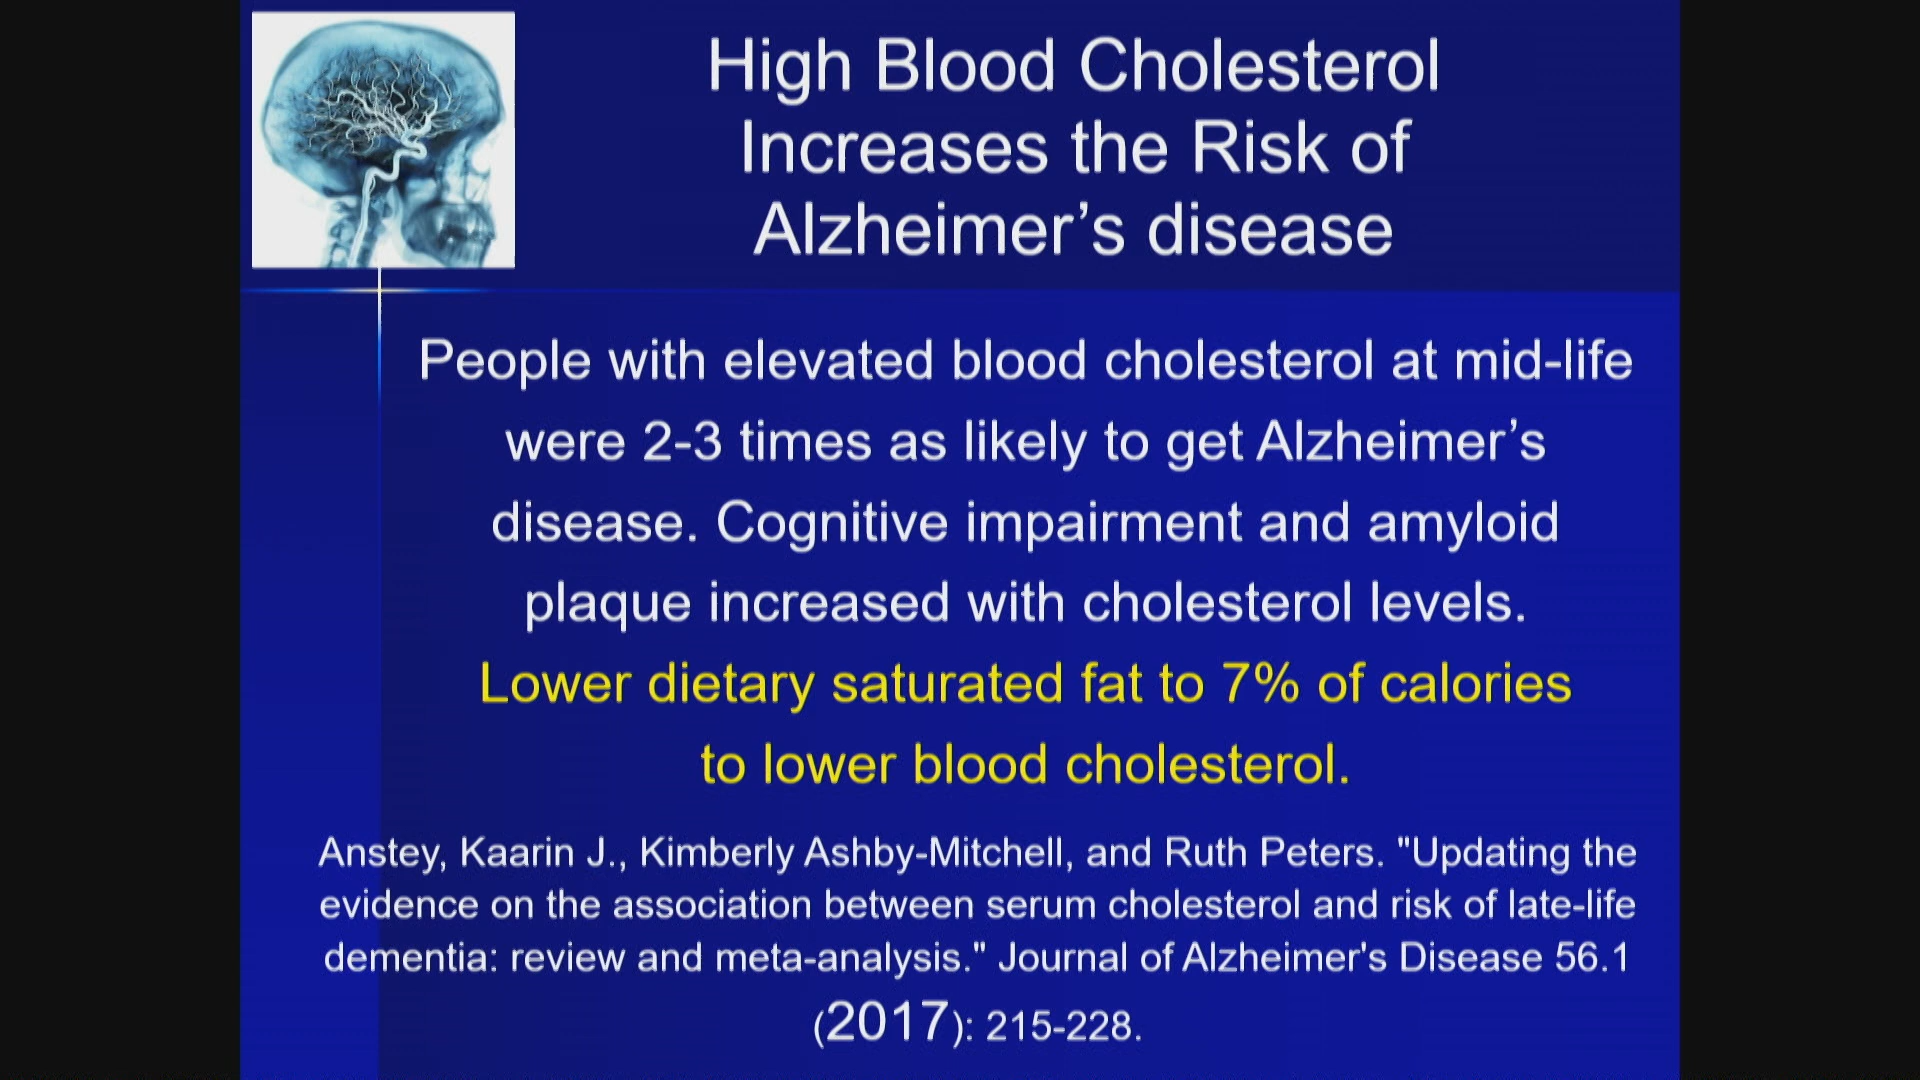 High Blood Cholesterol
Increases the Risk of
Alzheimer’s disease
People with elevated blood cholesterol at mid-life
were 2-3 times as likely to get Alzheimer’s
disease. Cognitive impairment and amyloid
plaque increased with cholesterol levels.
Lower dietary saturated fat to 7% of calories
to lower blood cholesterol.
Anstey, Kaarin J., Kimberly Ashby-Mitchell, and Ruth Peters. "Updating the
evidence on the association between serum cholesterol and risk of late-life
dementia: review and meta-analysis." Journal of Alzheimer's Disease 56.1
(2017): 215-228.